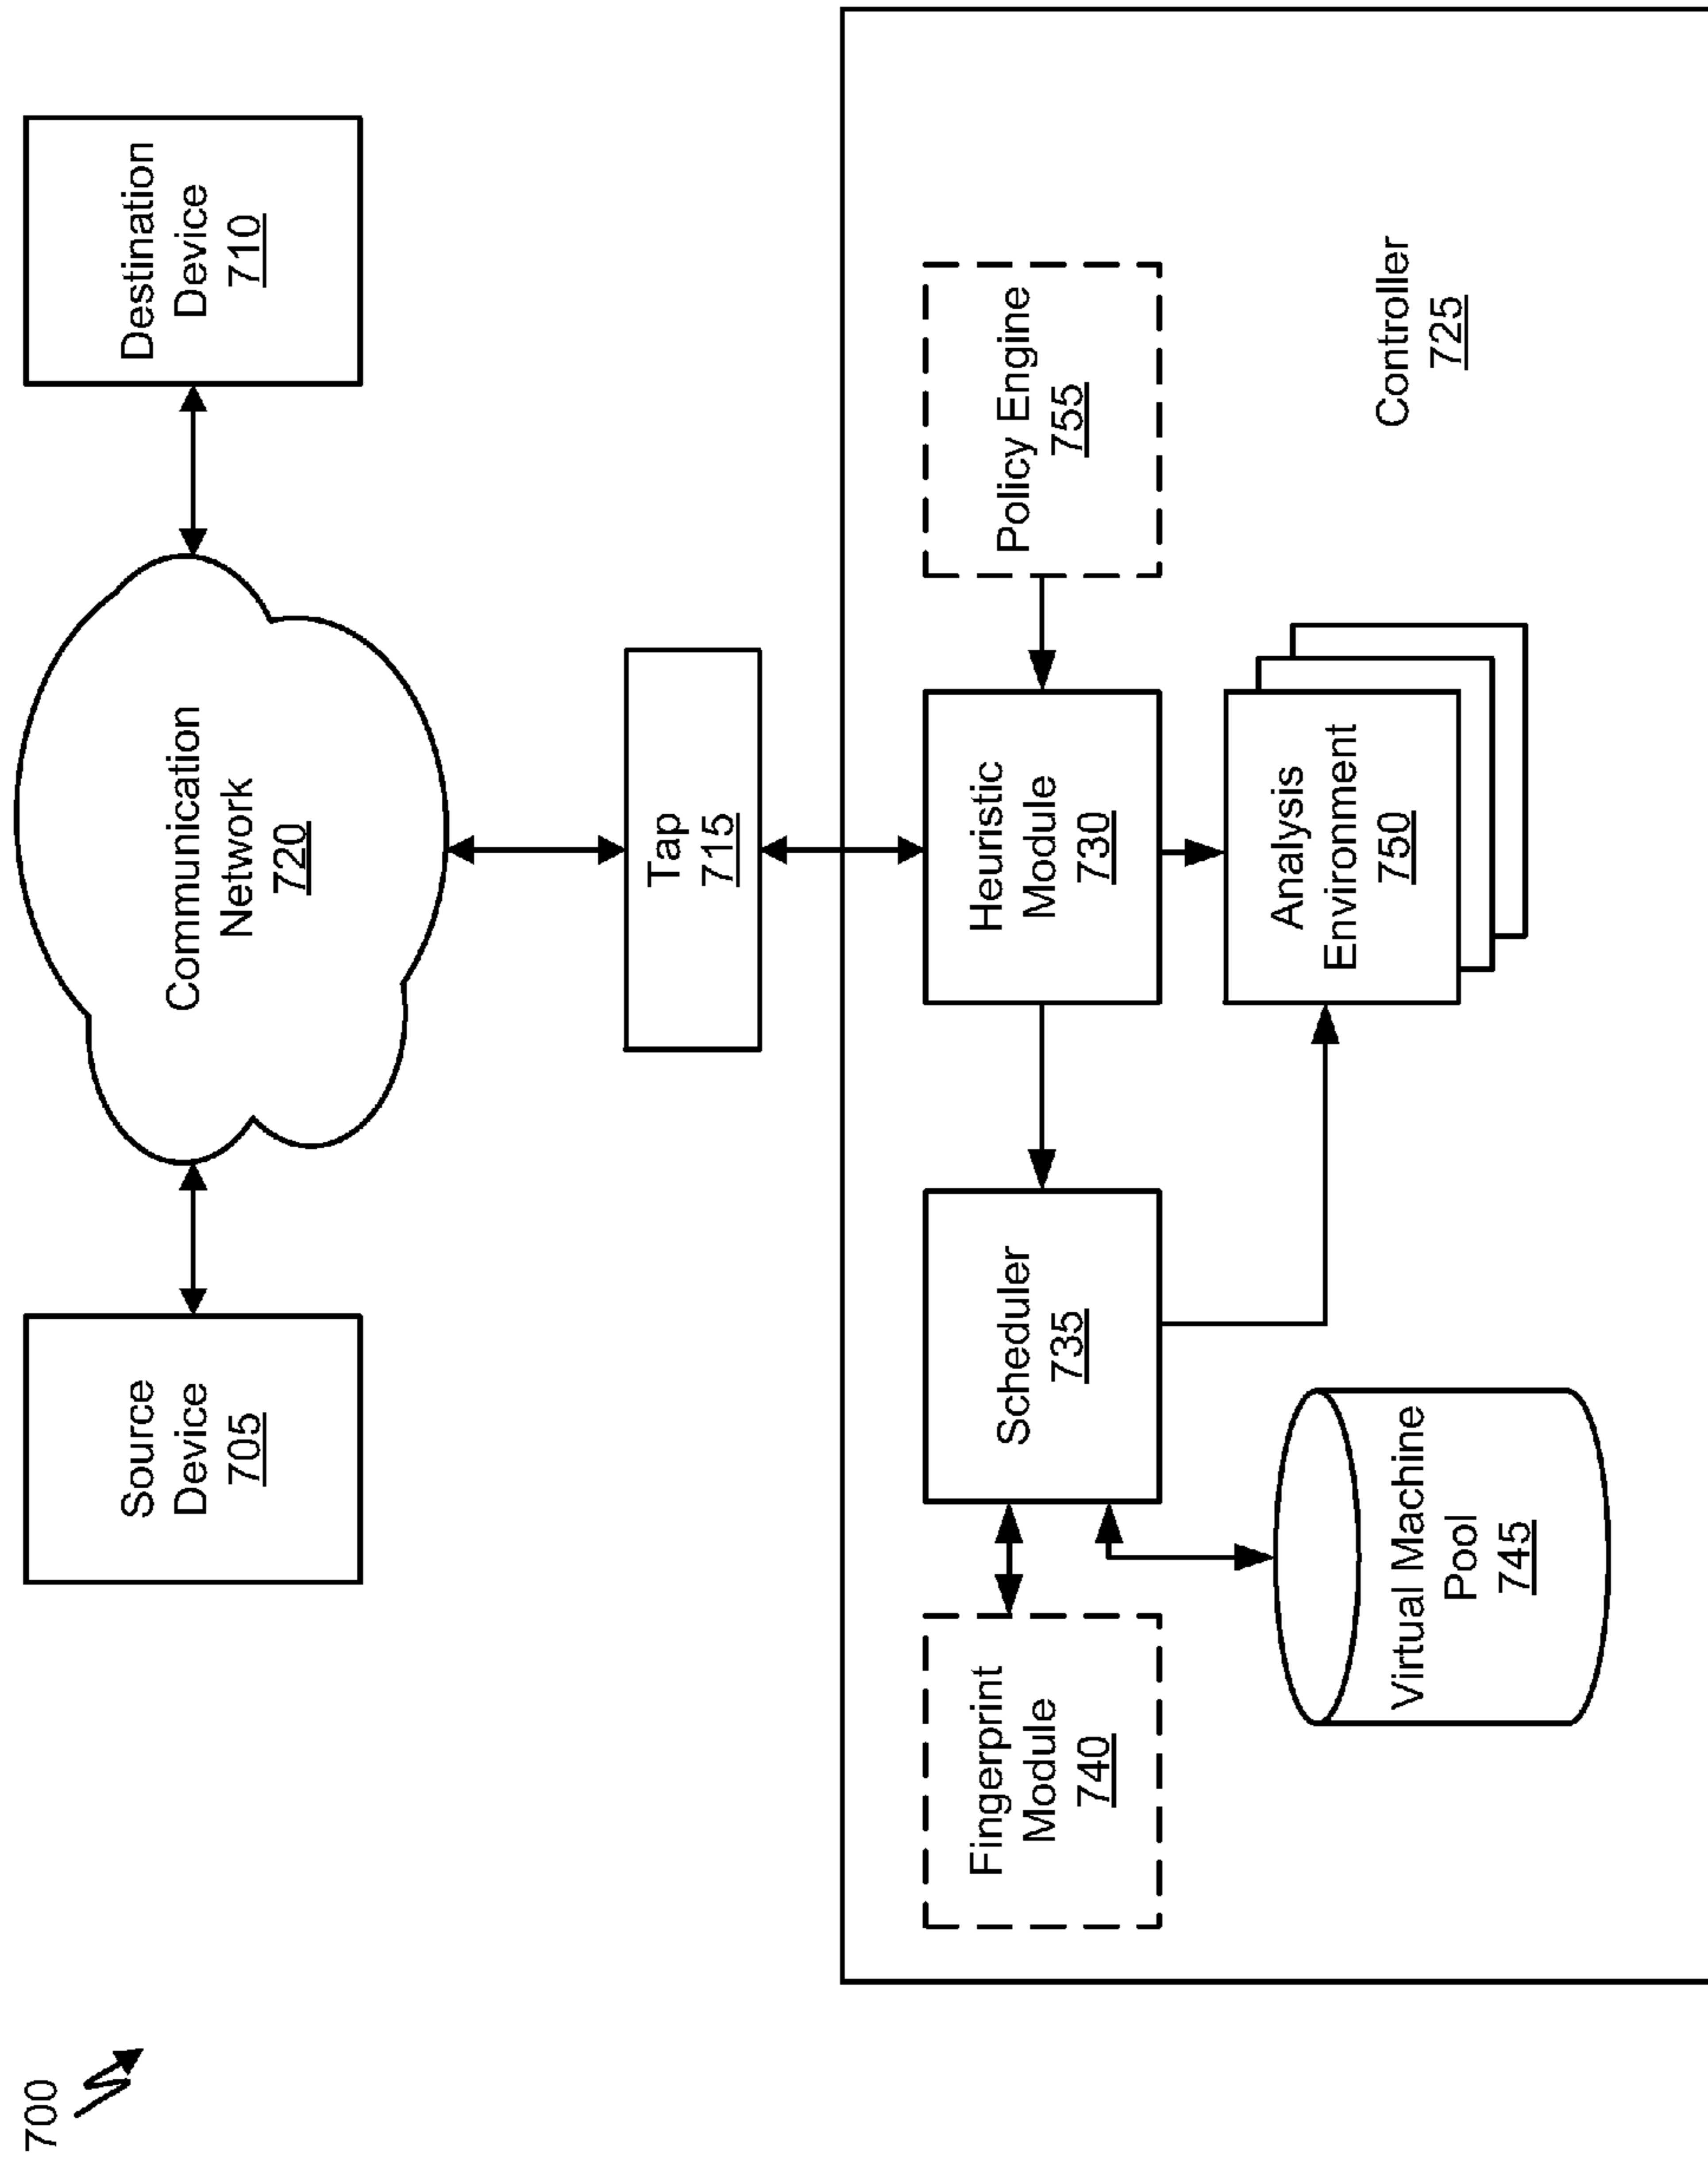 700
Source
Device
705
Communication
Network
720
Destination
Device
710
Tap
715
Fingerprint
Module
740
Scheduler
735
Heuristic
Module
730
Policy Engine
755
Virtual Machine
Pool
745
Analysis
Environment
750
Controller
725